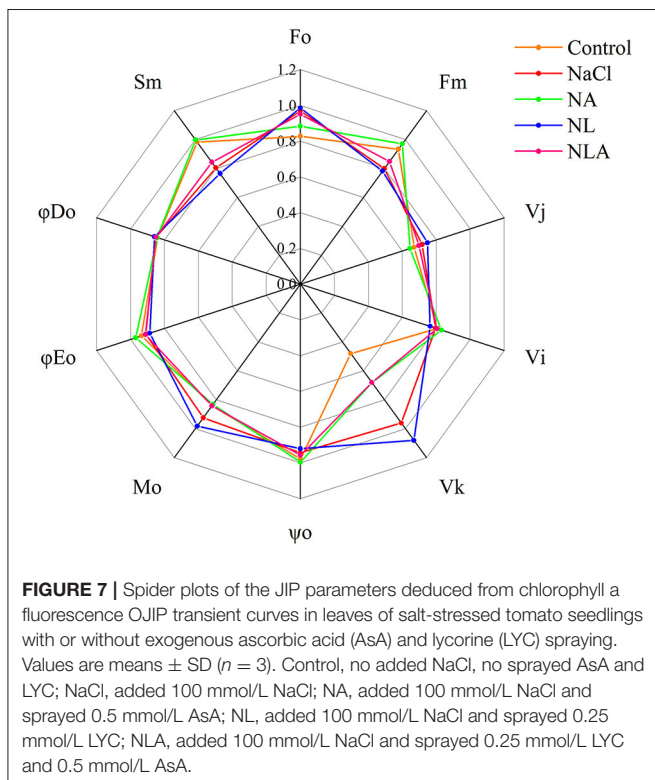 Fo
1.2
1.0
0.8
0.6
0.4
0.2
0.0
Fm
Vj
Vi
Vk
ψo
Mo
φEo
φDo
Sm
Control
NaCl
NA
NL
NLA
FIGURE 7 | Spider plots of the JIP parameters deduced from chlorophyll a
fluorescence OJIP transient curves in leaves of salt-stressed tomato seedlings
with or without exogenous ascorbic acid (AsA) and lycorine (LYC) spraying.
Values are means ± SD (n = 3). Control, no added NaCl, no sprayed AsA and
LYC; NaCl, added 100 mmol/L NaCl; NA, added 100 mmol/L NaCl and
sprayed 0.5 mmol/L AsA; NL, added 100 mmol/L NaCl and sprayed 0.25
mmol/L LYC; NLA, added 100 mmol/L NaCl and sprayed 0.25 mmol/L LYC
and 0.5 mmol/L AsA.